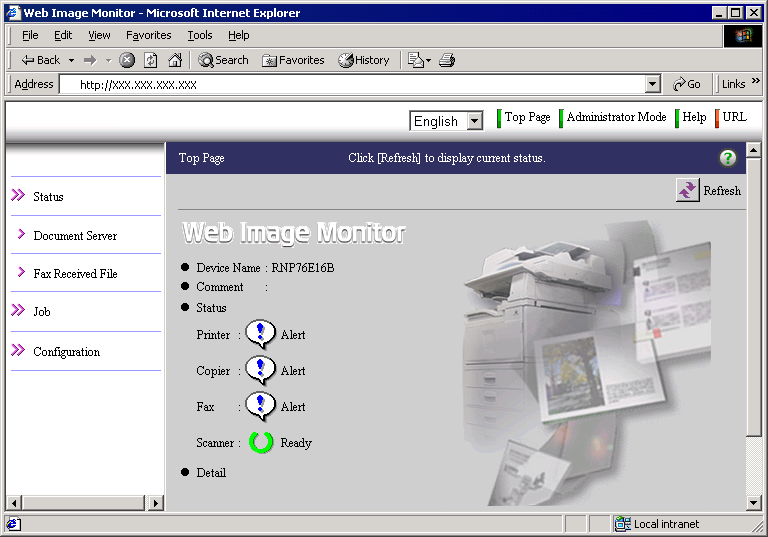 Web Image Monitor - Microsoft Internet Explorer
File Edit View Favorites Tools Help
Back Search Favorites History
Address http://XXX.XXX.XXX.XXX Go Links »
English Top Page Administrator Mode Help URL
Top Page Click [Refresh] to display current status. ?
Refresh
Status
Document Server
Fax Received File
Job
Configuration
Web Image Monitor
Device Name : RNP76E16B
Comment :
Status
Printer : Alert
Copier : Alert
Fax : Alert
Scanner : Ready
Detail
Local intranet